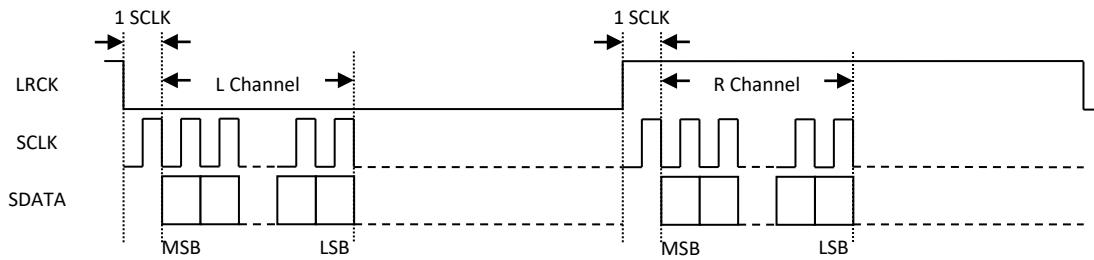 1 SCLK 1 SCLK
LRCK L Channel R Channel
SCLK
SDATA
MSB LSB MSB LSB